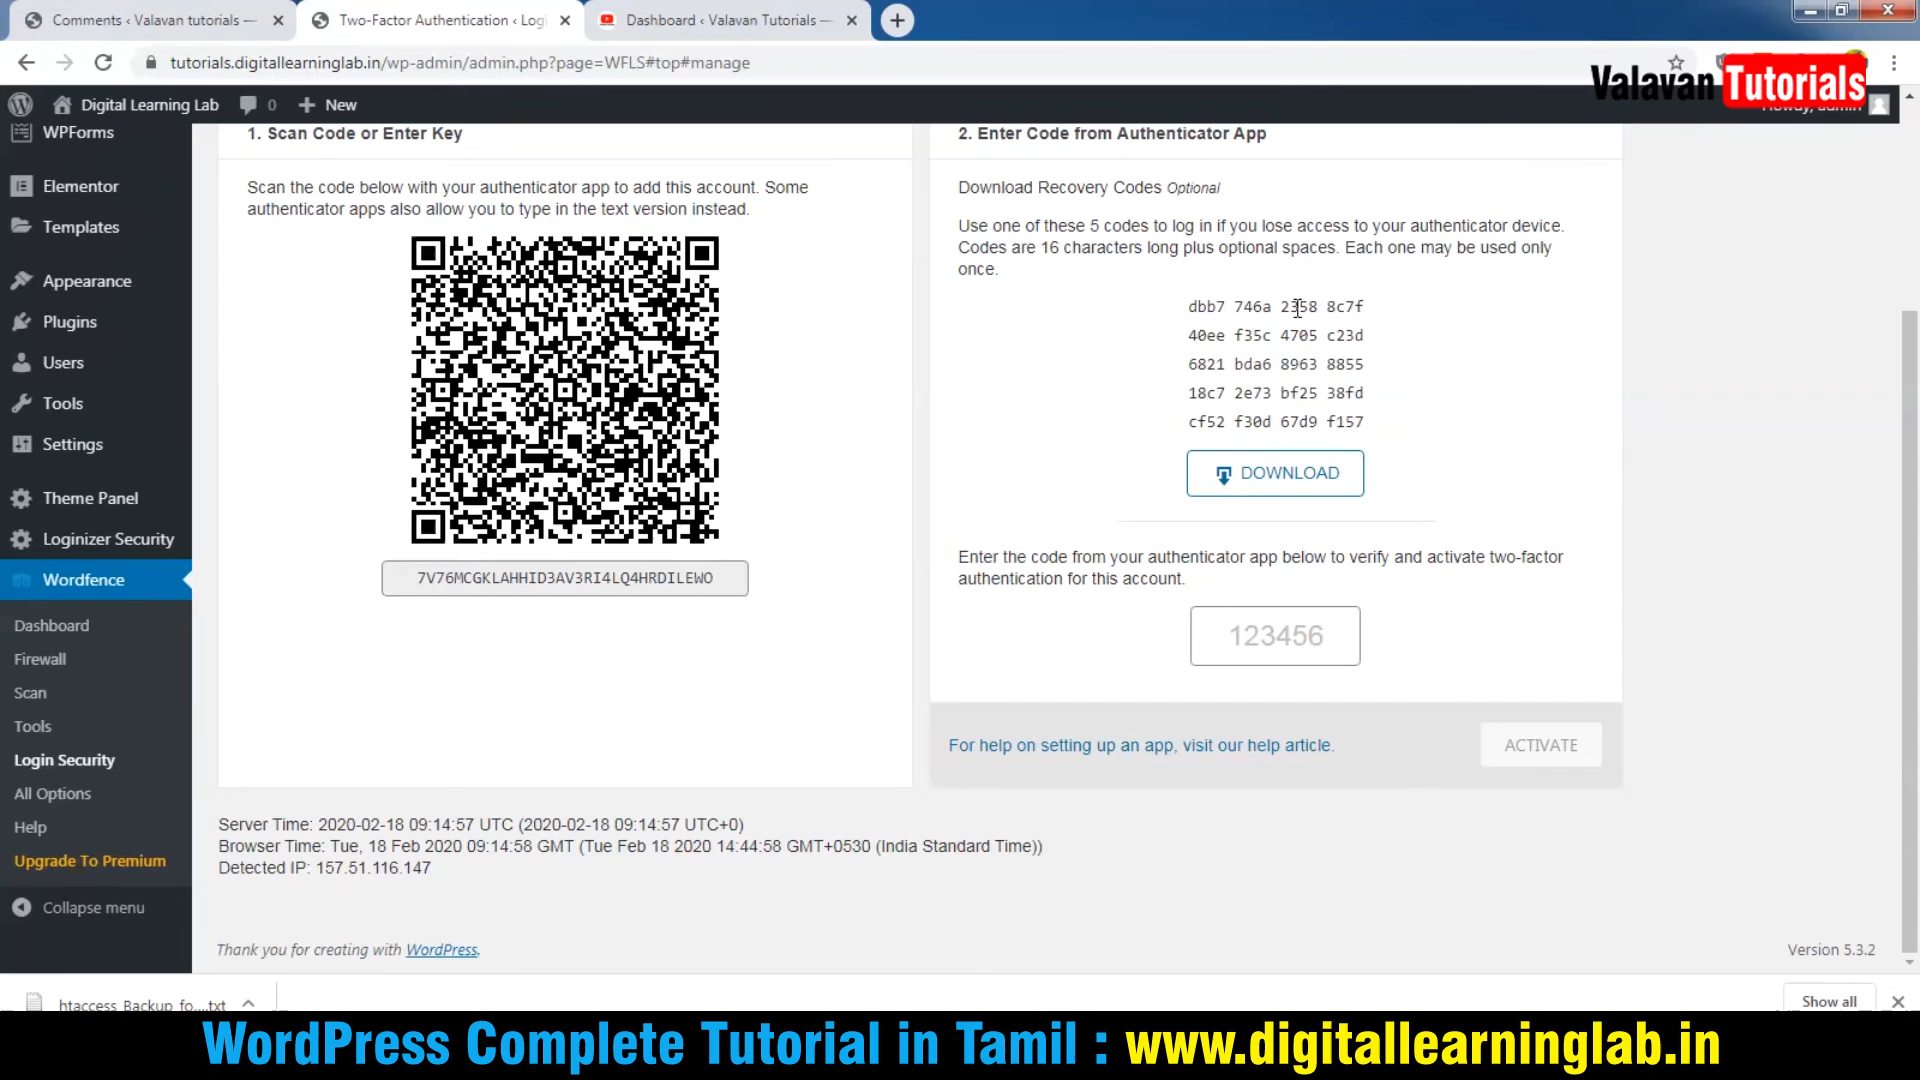 Comments ‹ Valavan tutorials —
Two-Factor Authentication ‹ Logi
Dashboard ‹ Valavan Tutorials —
tutorials.digitallearninglab.in/wp-admin/admin.php?page=WFLS#top#manage
Valavan Tutorials
Digital Learning Lab
0
New
WPForms
Elementor
Templates
Appearance
Plugins
Users
Tools
Settings
Theme Panel
Loginizer Security
Wordfence
Dashboard
Firewall
Scan
Tools
Login Security
All Options
Help
Upgrade To Premium
Collapse menu
1. Scan Code or Enter Key
Scan the code below with your authenticator app to add this account. Some
authenticator apps also allow you to type in the text version instead.
7V76MCGKLAHHID3AV3RI4LQ4HRDILEWO
2. Enter Code from Authenticator App
Download Recovery Codes Optional
Use one of these 5 codes to log in if you lose access to your authenticator device.
Codes are 16 characters long plus optional spaces. Each one may be used only
once.
dbb7 746a 2358 8c7f
40ee f35c 4705 c23d
6821 bda6 8963 8855
18c7 2e73 bf25 38fd
cf52 f30d 67d9 f157
DOWNLOAD
Enter the code from your authenticator app below to verify and activate two-factor
authentication for this account.
123456
For help on setting up an app, visit our help article.
ACTIVATE
Server Time: 2020-02-18 09:14:57 UTC (2020-02-18 09:14:57 UTC+0)
Browser Time: Tue, 18 Feb 2020 09:14:58 GMT (Tue Feb 18 2020 14:44:58 GMT+0530 (India Standard Time))
Detected IP: 157.51.116.147
Thank you for creating with WordPress.
Version 5.3.2
htaccess_Backup_fo....txt
Show all
WordPress Complete Tutorial in Tamil : www.digitallearninglab.in